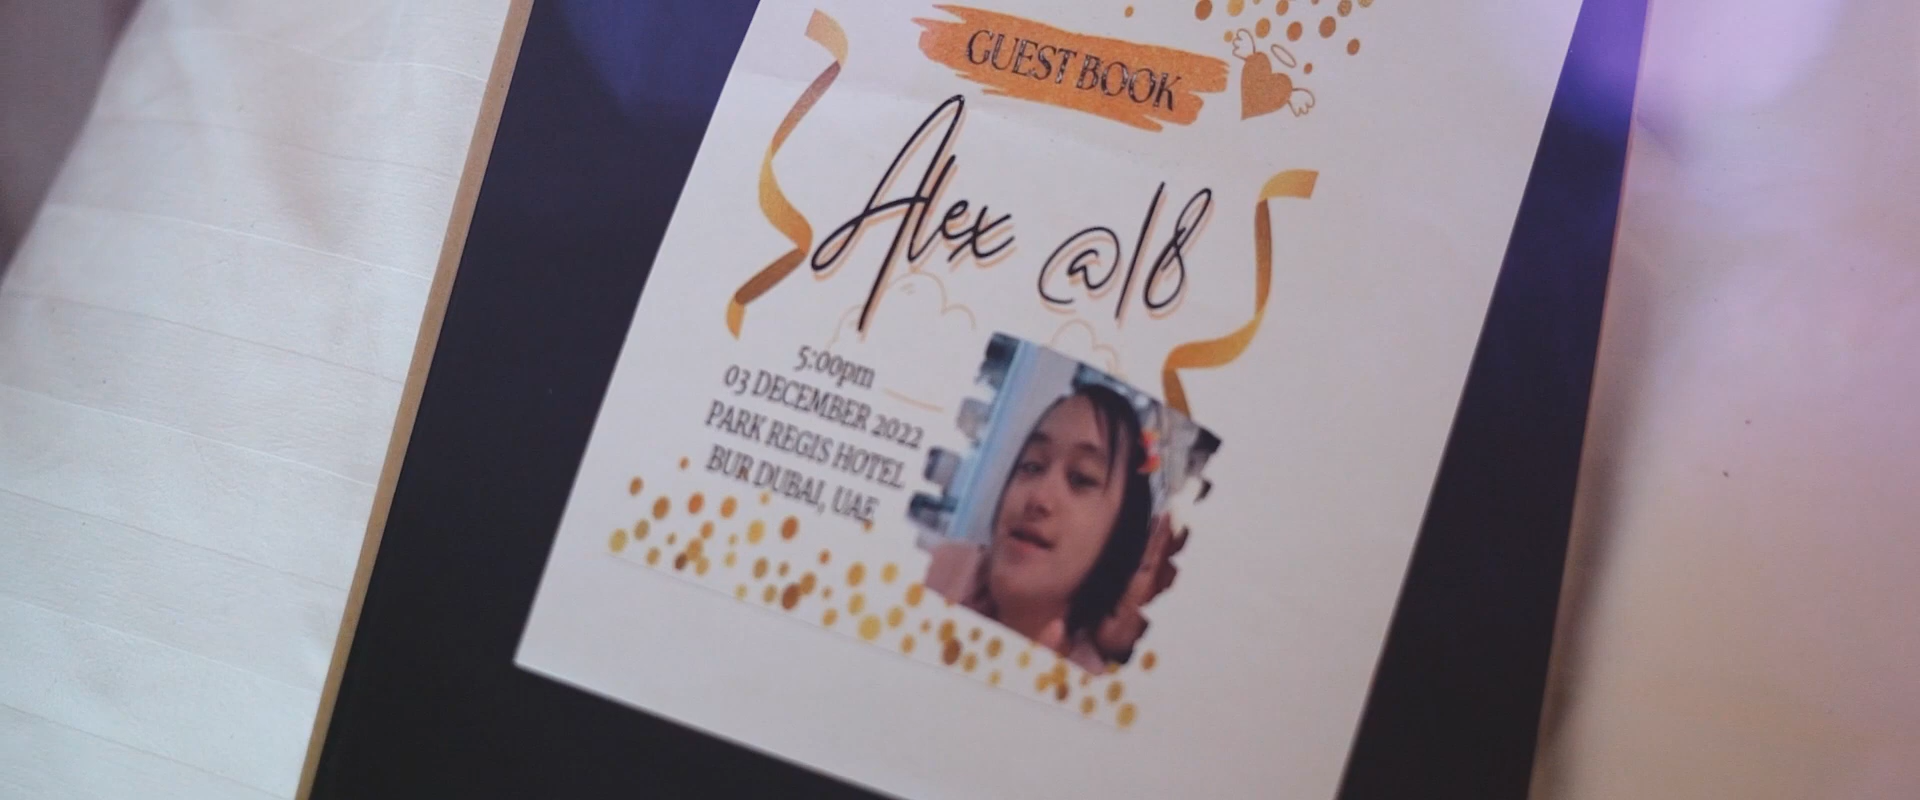 GUEST BOOK
Alex @18
5:00pm
03 DECEMBER 2022
PARK REGIS HOTEL
BUR DUBAI, UAE